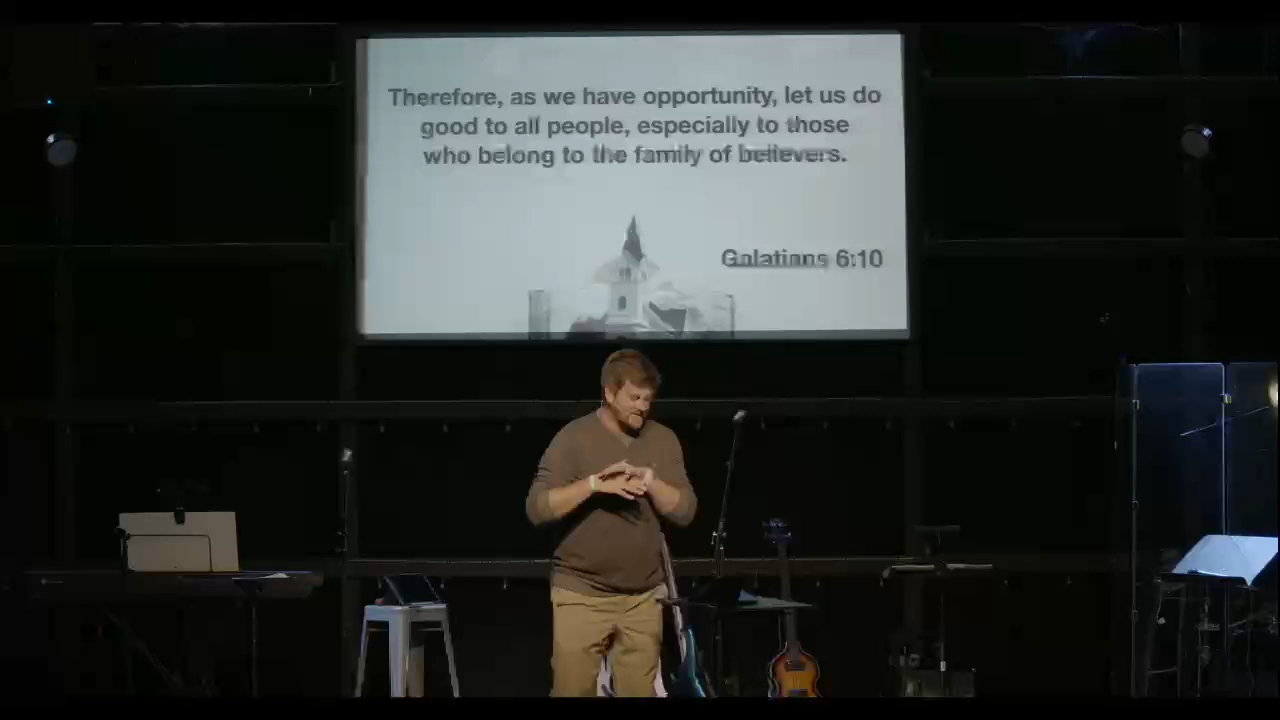 Therefore, as we have opportunity, let us do
good to all people, especially to those
who belong to the family of believers.
Galatians 6:10